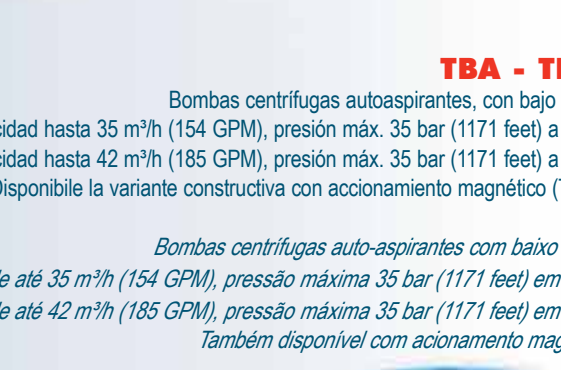 TBA - T
Bombas centrífugas autoaspirantes, con bajo
cidad hasta 35 m³/h (154 GPM), presión máx. 35 bar (1171 feet) a
cidad hasta 42 m³/h (185 GPM), presión máx. 35 bar (1171 feet) a
Disponibile la variante constructiva con accionamiento magnético (
Bombas centrífugas auto-aspirantes com baixo
e até 35 m³/h (154 GPM), pressão máxima 35 bar (1171 feet) em
e até 42 m³/h (185 GPM), pressão máxima 35 bar (1171 feet) em
Também disponível com acionamento mag